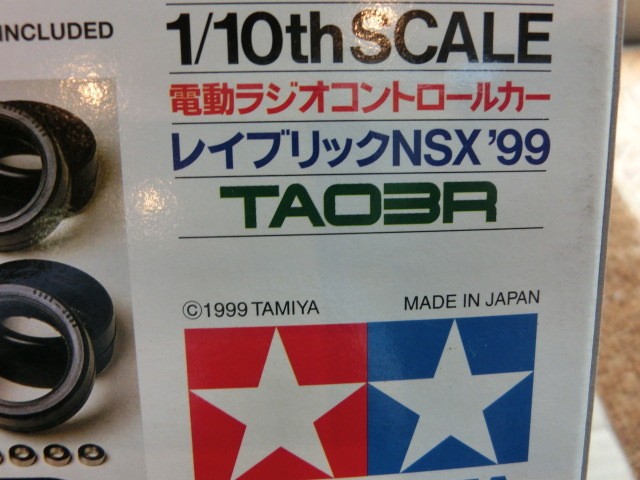 INCLUDED
1/10th SCALE
電動ラジオコントロールカー
レイブリックNSX '99
TA03R
©1999 TAMIYA
MADE IN JAPAN